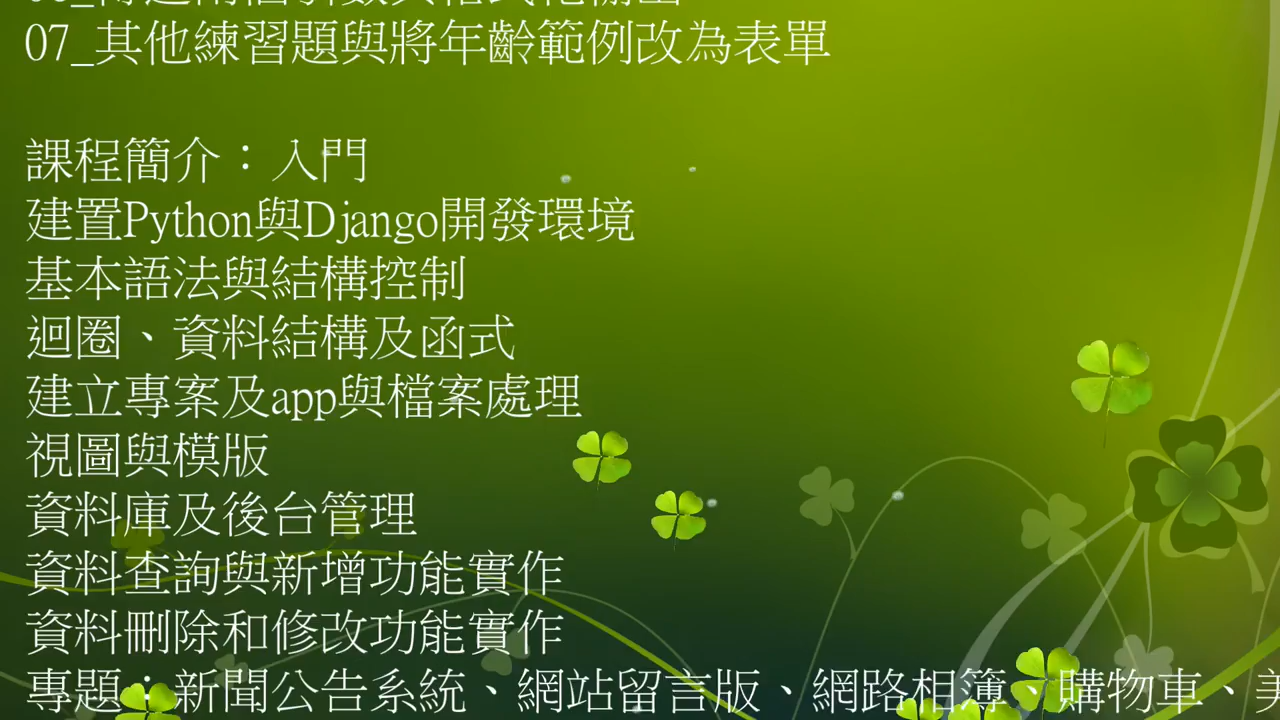 07_其他練習題與將年齡範例改為表單
課程簡介：入門
建置Python與Django開發環境
基本語法與結構控制
迴圈、資料結構及函式
建立專案及app與檔案處理
視圖與模版
資料庫及後台管理
資料查詢與新增功能實作
資料刪除和修改功能實作
專題：新聞公告系統、網站留言版、網路相簿、購物車、美